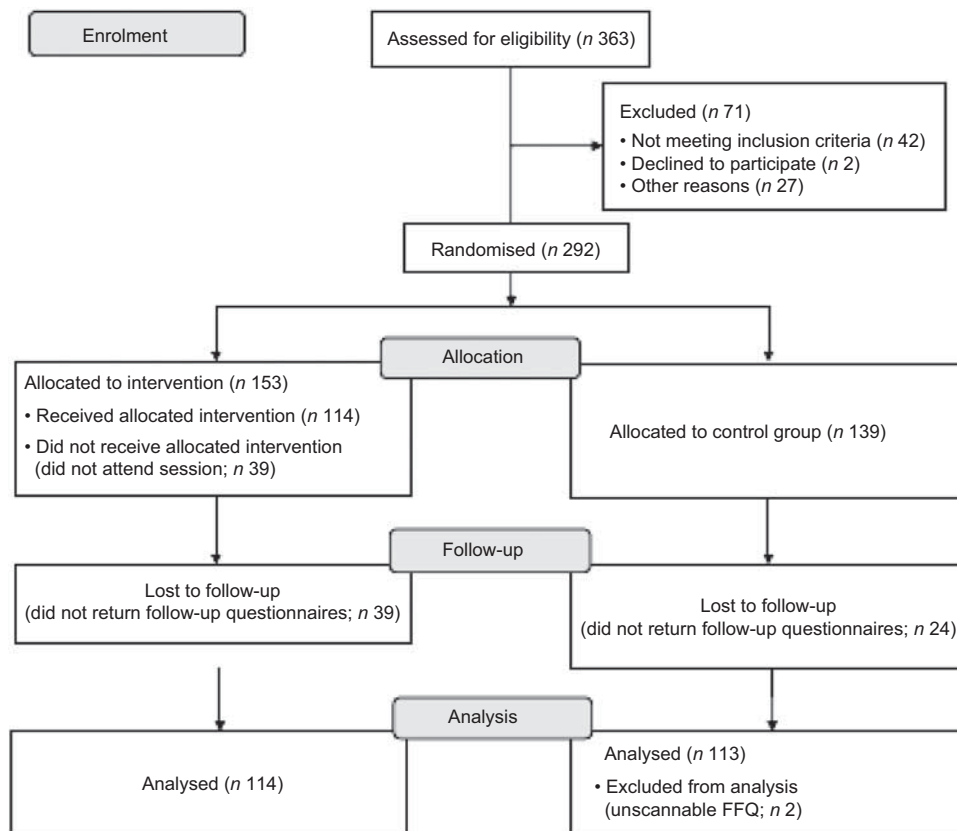 Enrolment
Assessed for eligibility (n 363)
Excluded (n 71)
• Not meeting inclusion criteria (n 42)
• Declined to participate (n 2)
• Other reasons (n 27)
Randomised (n 292)
Allocation
Allocated to intervention (n 153)
• Received allocated intervention (n 114)
• Did not receive allocated intervention
(did not attend session; n 39)
Allocated to control group (n 139)
Follow-up
Lost to follow-up
(did not return follow-up questionnaires; n 39)
Lost to follow-up
(did not return follow-up questionnaires; n 24)
Analysis
Analysed (n 114)
Analysed (n 113)
• Excluded from analysis
(unscannable FFQ; n 2)